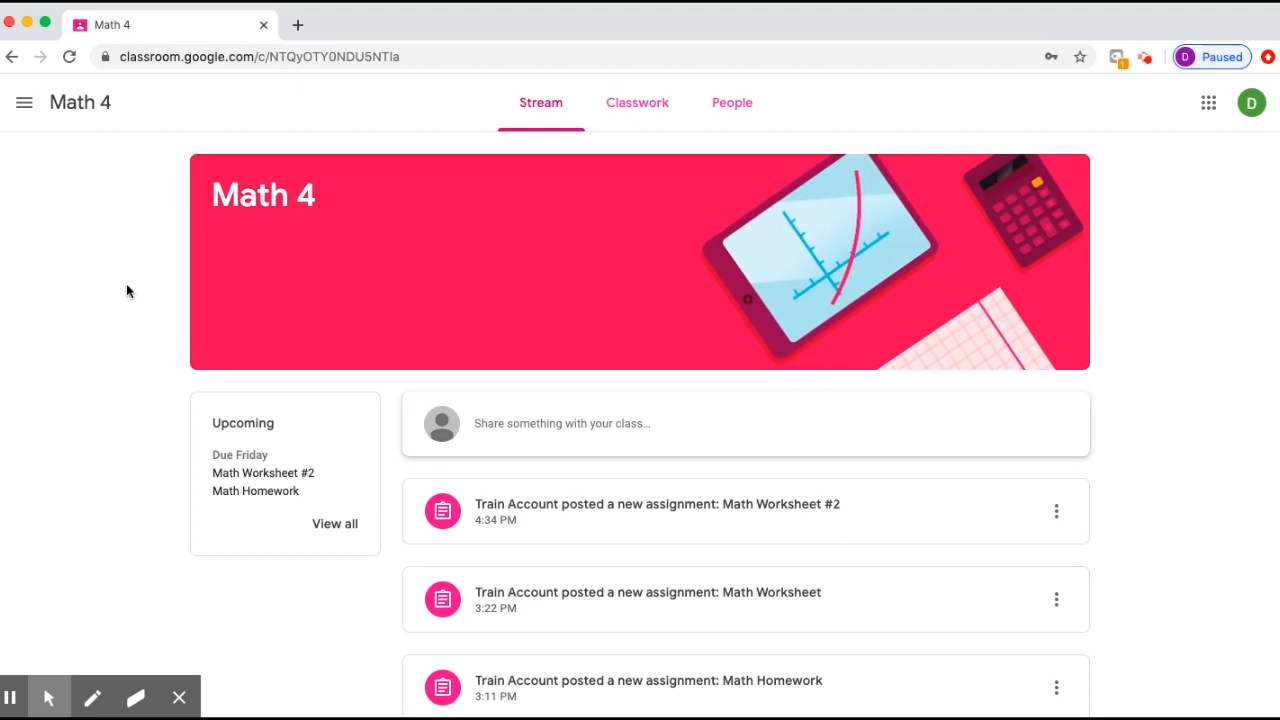 Math 4
classroom.google.com/c/NTQyOTY0NDU5NTIa
1
D
Paused
Math 4
Stream
Classwork
People
D
Math 4
Upcoming
Due Friday
Math Worksheet #2
Math Homework
View all
Share something with your class...
Train Account posted a new assignment: Math Worksheet #2
4:34 PM
Train Account posted a new assignment: Math Worksheet
3:22 PM
Train Account posted a new assignment: Math Homework
3:11 PM